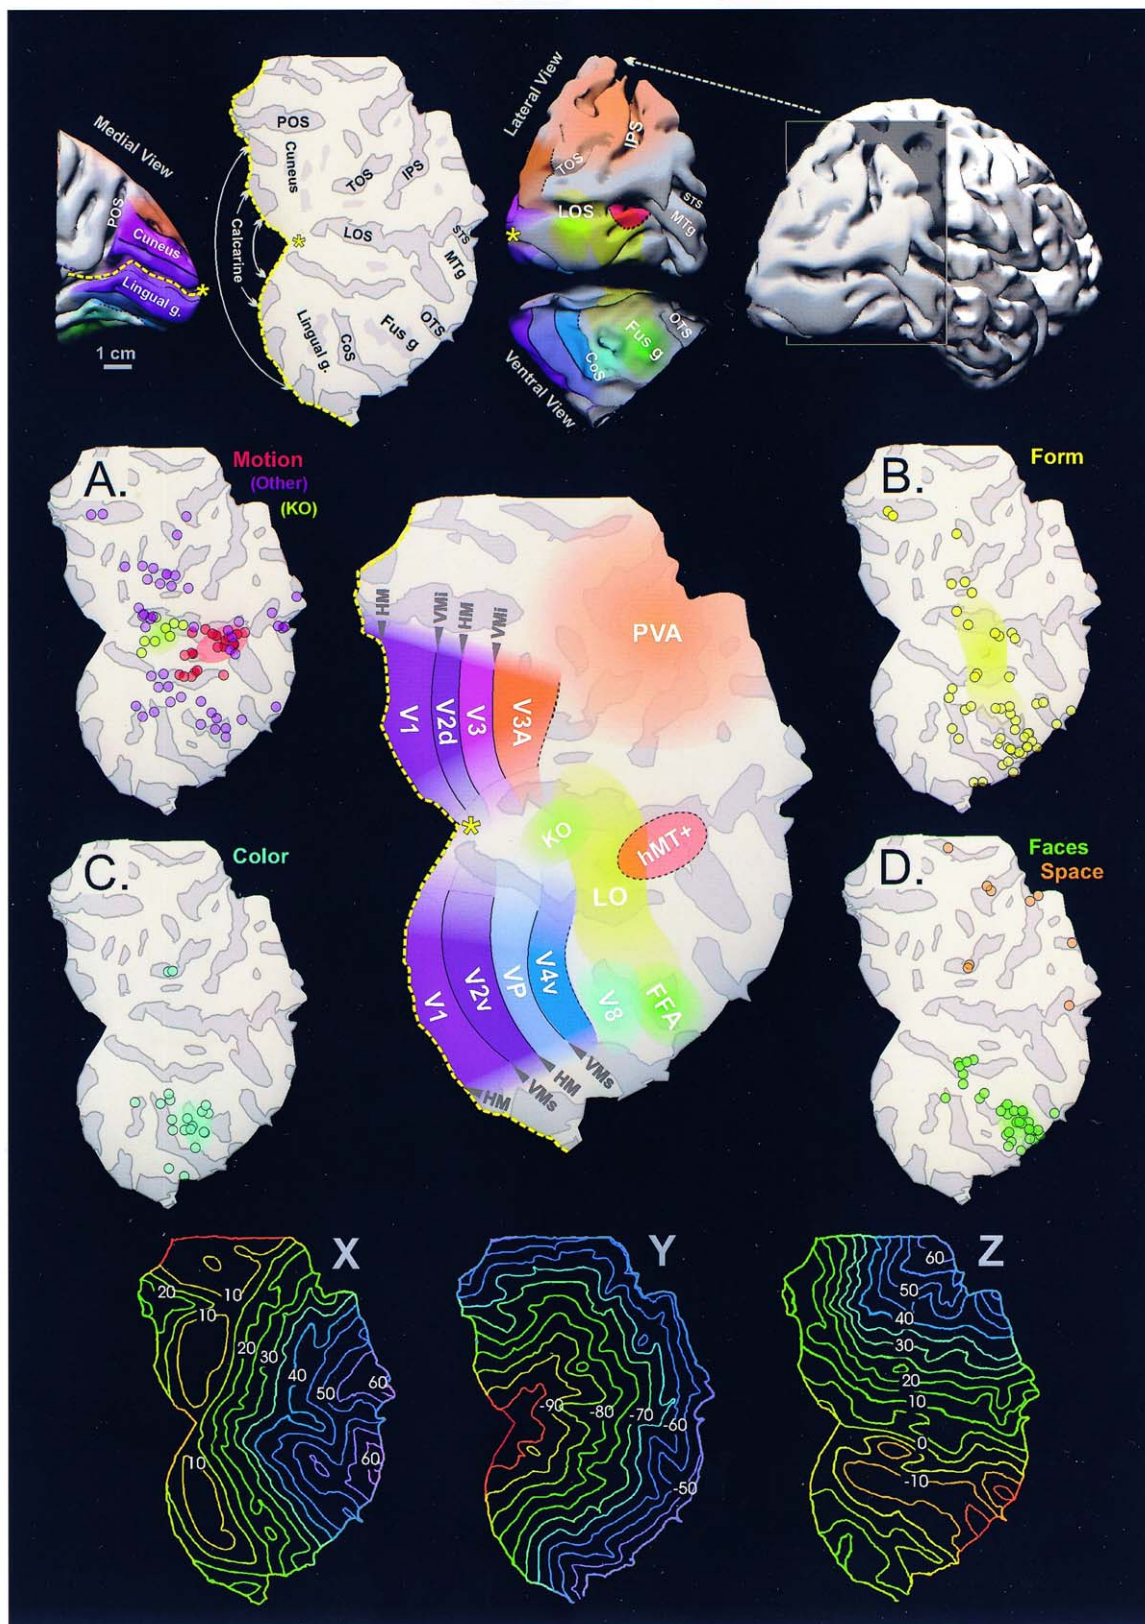 Medial View
POS
Cuneus
Lingual g.
*
1 cm
POS
Cuneus
TOS
IPS
Calcarine
*
LOS
STS
MTg
Lingual g.
CoS
Fus g
OTS
Lateral View
IPS
TOS
LOS
STS
MTg
*
OTS
Fus g
CoS
Ventral View
A.
Motion
(Other)
(KO)
B.
Form
HM
VMi
HM
VMi
PVA
V1
V2d
V3
V3A
*
KO
hMT+
LO
V1
V2v
VP
V4v
V8
FFA
HM
VMs
HM
VMs
C.
Color
D.
Faces
Space
X
20
10
10
20
30
40
50
60
10
60
Y
-90
-80
-70
-60
-50
Z
60
50
40
30
20
10
0
-10